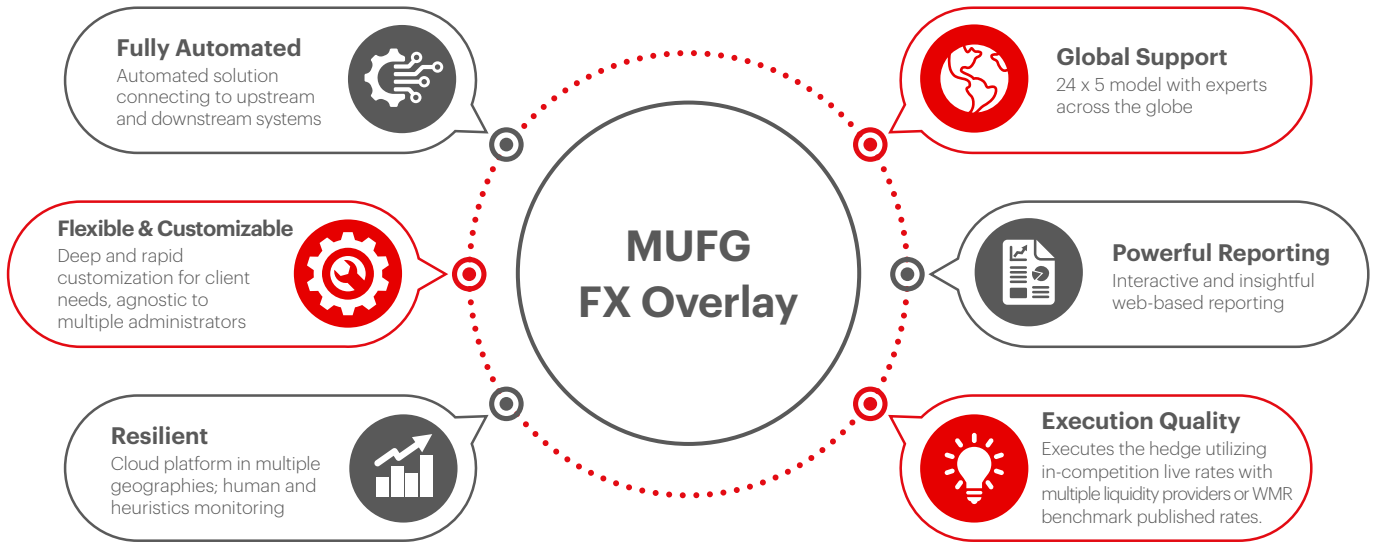 Fully Automated
Automated solution
connecting to upstream
and downstream systems
Flexible & Customizable
Deep and rapid
customization for client
needs, agnostic to
multiple administrators
Resilient
Cloud platform in multiple
geographies; human and
heuristics monitoring
MUFG
FX Overlay
Global Support
24 x 5 model with experts
across the globe
Powerful Reporting
Interactive and insightful
web-based reporting
Execution Quality
Executes the hedge utilizing
in-competition live rates with
multiple liquidity providers or WMR
benchmark published rates.